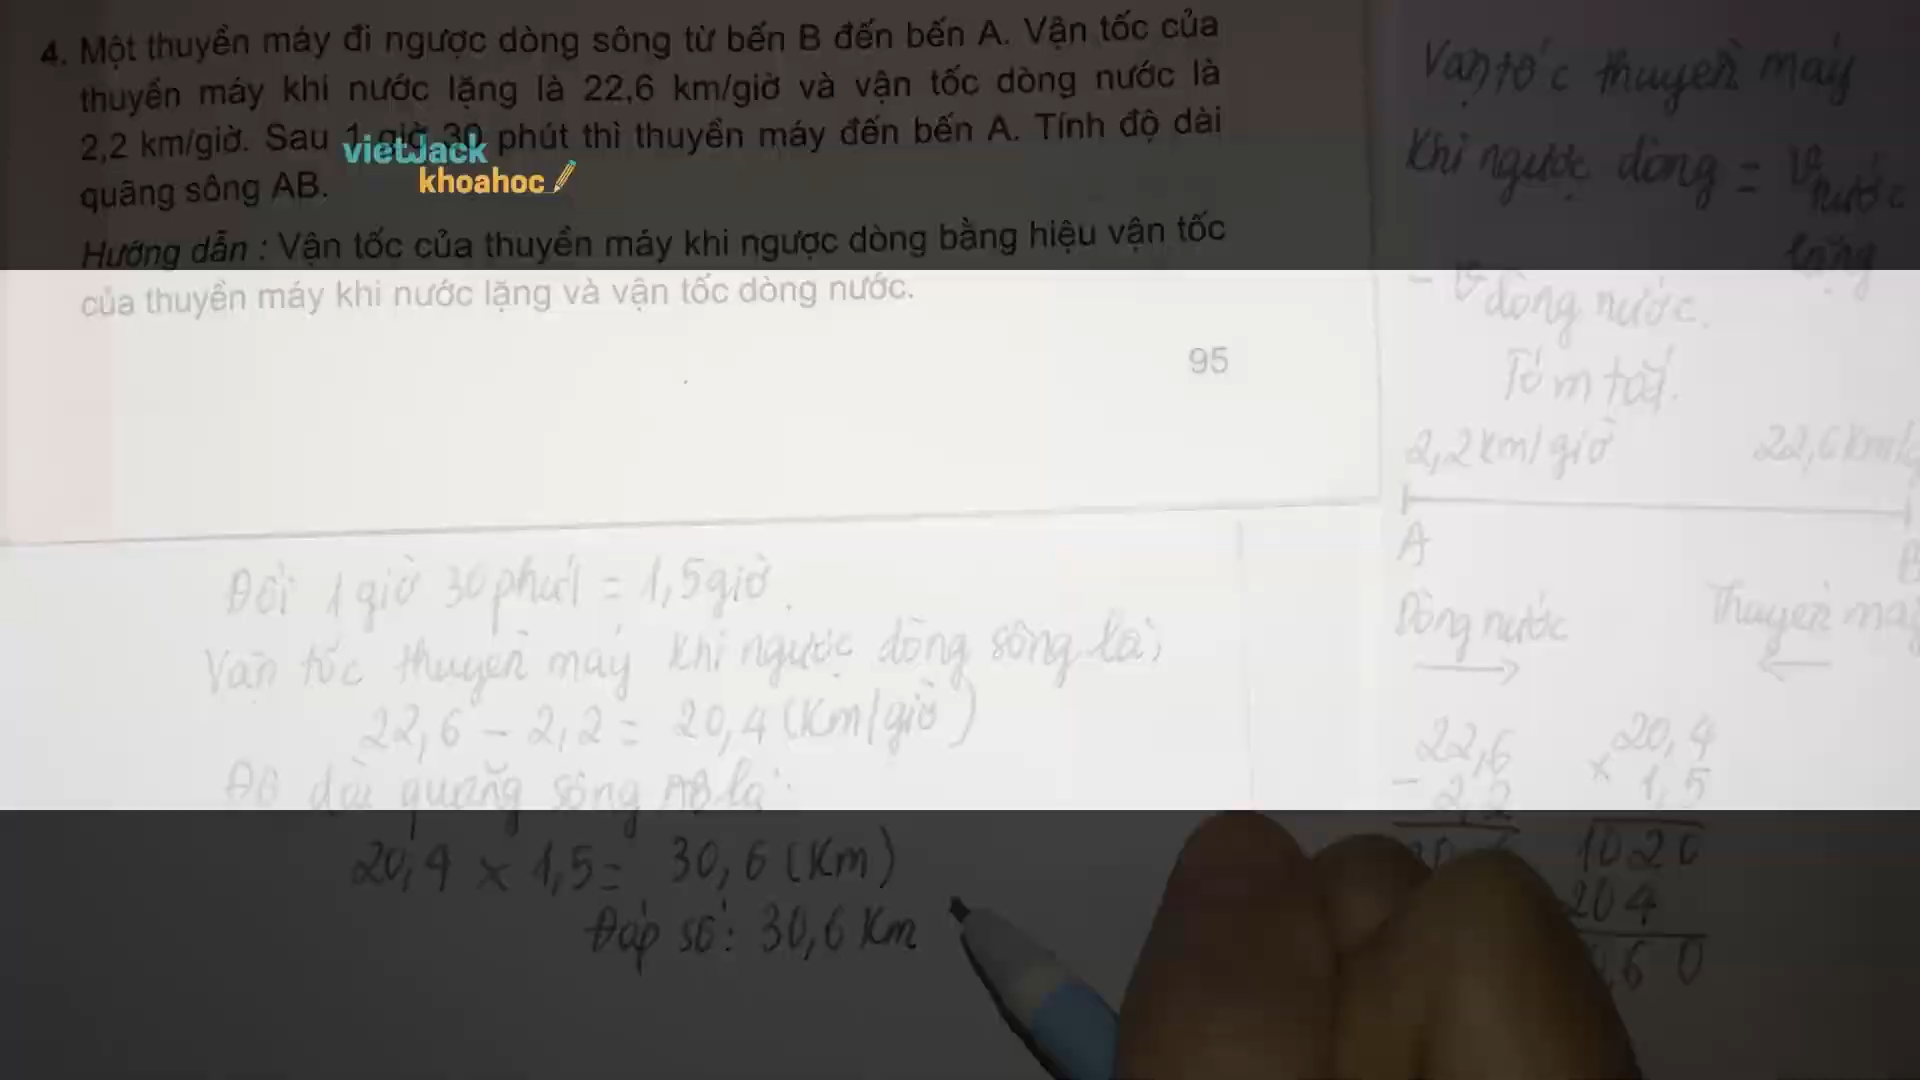 4. Một thuyền máy đi ngược dòng sông từ bến B đến bến A. Vận tốc của
thuyền máy khi nước lặng là 22,6 km/giờ và vận tốc dòng nước là
2,2 km/giờ. Sau 1 giờ 30 phút thì thuyền máy đến bến A. Tính độ dài
quãng sông AB.
vietJack
khoahoc
Hướng dẫn : Vận tốc của thuyền máy khi ngược dòng bằng hiệu vận tốc
của thuyền máy khi nước lặng và vận tốc dòng nước.
95
Đổi 1 giờ 30 phút = 1,5 giờ.
Vận tốc thuyền máy khi ngược dòng sông là:
22,6 - 2,2 = 20,4 (Km/giờ)
Độ dài quãng sông AB là:
20,4 x 1,5 = 30,6 (Km)
Đáp số: 30,6 Km
Vận tốc thuyền máy
Khi ngược dòng = V nước
lặng
- V dòng nước.
Tóm tắt.
2,2 km/giờ 22,6 km/g
A B
Dòng nước Thuyền má
22,6
- 2,2
20,4
x 1,5
1020
204
60